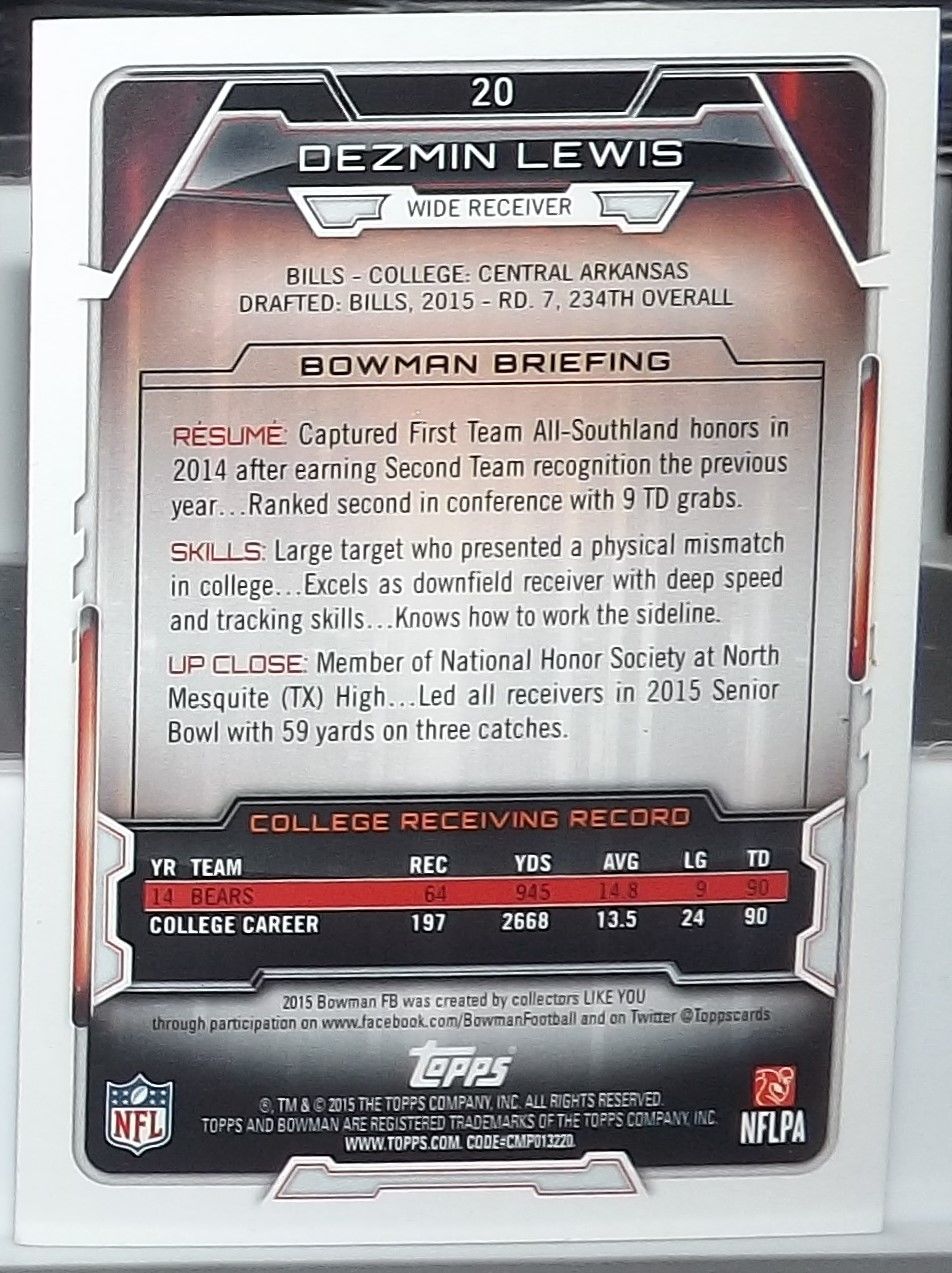 20
DEZMIN LEWIS
WIDE RECEIVER
BILLS - COLLEGE: CENTRAL ARKANSAS
DRAFTED: BILLS, 2015 - RD. 7, 234TH OVERALL
BOWMAN BRIEFING
RÉSUMÉ: Captured First Team All-Southland honors in
2014 after earning Second Team recognition the previous
year...Ranked second in conference with 9 TD grabs.
SKILLS: Large target who presented a physical mismatch
in college...Excels as downfield receiver with deep speed
and tracking skills...Knows how to work the sideline.
UP CLOSE: Member of National Honor Society at North
Mesquite (TX) High...Led all receivers in 2015 Senior
Bowl with 59 yards on three catches.
COLLEGE RECEIVING RECORD
YR TEAM REC YDS AVG LG TD
14 BEARS 64 945 14.8 9 90
COLLEGE CAREER 197 2668 13.5 24 90
2015 Bowman FB was created by collectors LIKE YOU
through participation on www.facebook.com/BowmanFootball and on Twitter @Toppscards
TOPPS
®, TM & © 2015 THE TOPPS COMPANY, INC. ALL RIGHTS RESERVED.
TOPPS AND BOWMAN ARE REGISTERED TRADEMARKS OF THE TOPPS COMPANY, INC.
WWW.TOPPS.COM. CODE=CMP013220
NFL
NFLPA